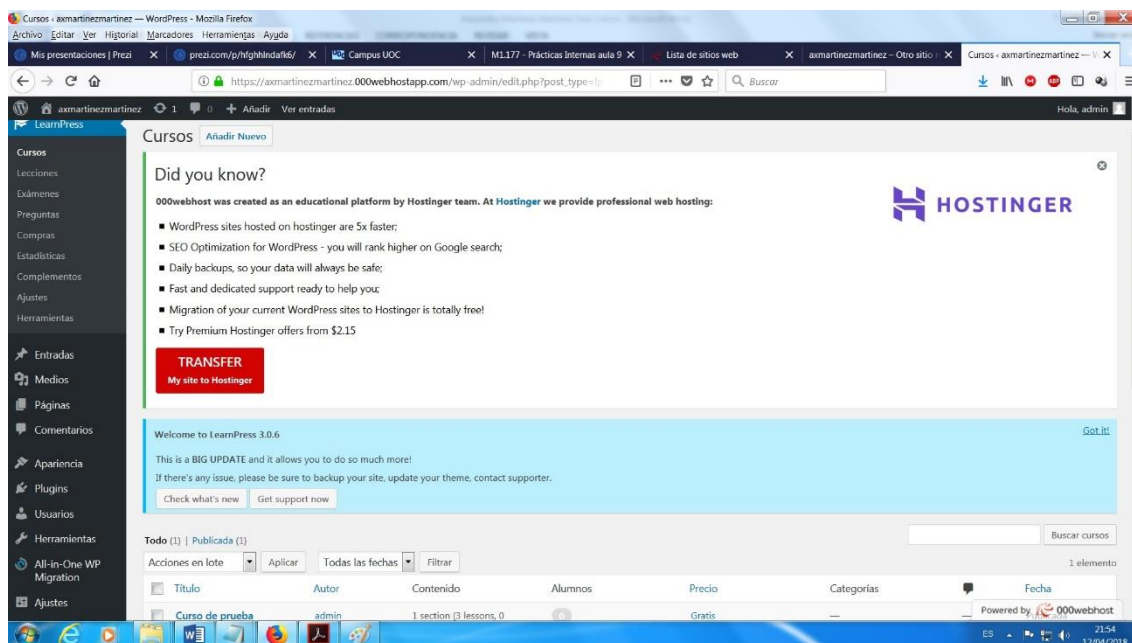 Cursos ‹ axmartinezmartinez — WordPress - Mozilla Firefox
Archivo Editar Ver Historial Marcadores Herramientas Ayuda
Mis presentaciones | Prezi
prezi.com/p/hfghhlndafk6/
Campus UOC
M1.177 - Prácticas Internas aula 9
Lista de sitios web
axmartinezmartinez – Otro sitio
Cursos ‹ axmartinezmartinez —
https://axmartinezmartinez.000webhostapp.com/wp-admin/edit.php?post_type=
Buscar
axmartinezmartinez 1 0 + Añadir Ver entradas
Hola, admin
LearnPress
Cursos
Lecciones
Exámenes
Preguntas
Compras
Estadísticas
Complementos
Ajustes
Herramientas
Entradas
Medios
Páginas
Comentarios
Apariencia
Plugins
Usuarios
Herramientas
All-in-One WP
Migration
Ajustes
Cursos Añadir Nuevo
Did you know?
000webhost was created as an educational platform by Hostinger team. At Hostinger we provide professional web hosting:
WordPress sites hosted on hostinger are 5x faster;
SEO Optimization for WordPress - you will rank higher on Google search;
Daily backups, so your data will always be safe;
Fast and dedicated support ready to help you;
Migration of your current WordPress sites to Hostinger is totally free!
Try Premium Hostinger offers from $2.15
TRANSFER
My site to Hostinger
HOSTINGER
Welcome to LearnPress 3.0.6
Got it!
This is a BIG UPDATE and it allows you to do so much more!
If there's any issue, please be sure to backup your site, update your theme, contact supporter.
Check what's new Get support now
Todo (1) | Publicada (1)
Buscar cursos
Acciones en lote Aplicar Todas las fechas Filtrar
1 elemento
Título Autor Contenido Alumnos Precio Categorías Fecha
Curso de prueba admin 1 section (3 lessons, 0 0 Gratis — —
Powered by 000webhost
ES 21:54
12/04/2018